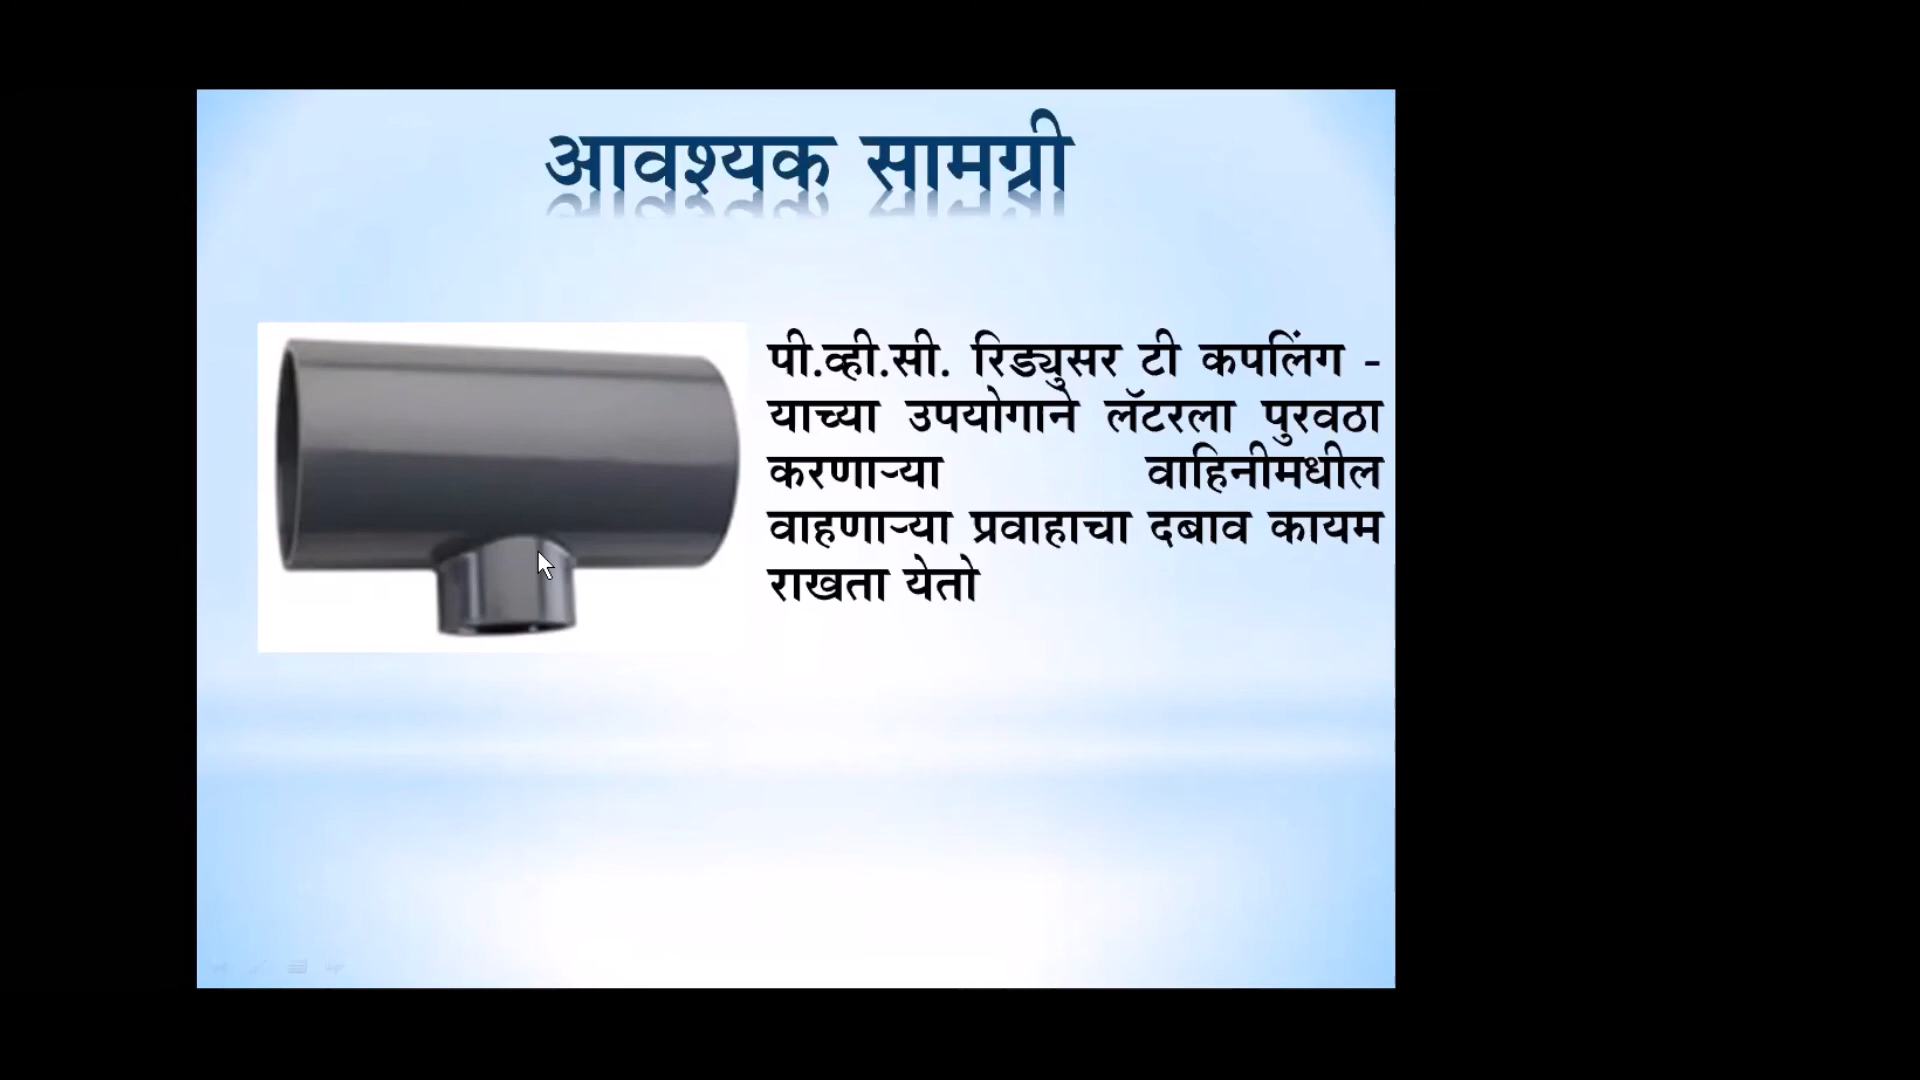 आवश्यक सामग्री
पी.व्ही.सी. रिड्युसर टी कपलिंग -
याच्या उपयोगाने लॅटरला पुरवठा
करणाऱ्या वाहिनीमधील
वाहणाऱ्या प्रवाहाचा दबाव कायम
राखता येतो